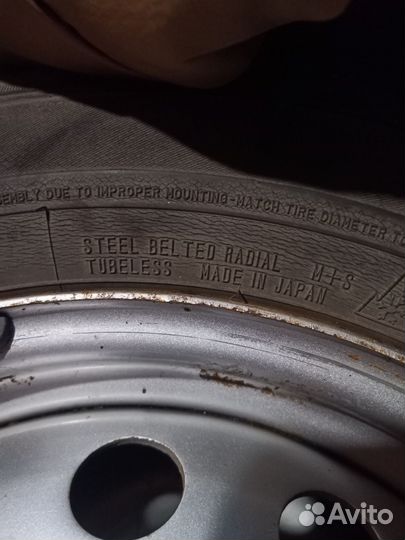 SEMBLY DUE TO IMPROPER MOUNTING-MATCH TIRE DIAMETER TO
STEEL BELTED RADIAL M+S
TUBELESS MADE IN JAPAN
Avito